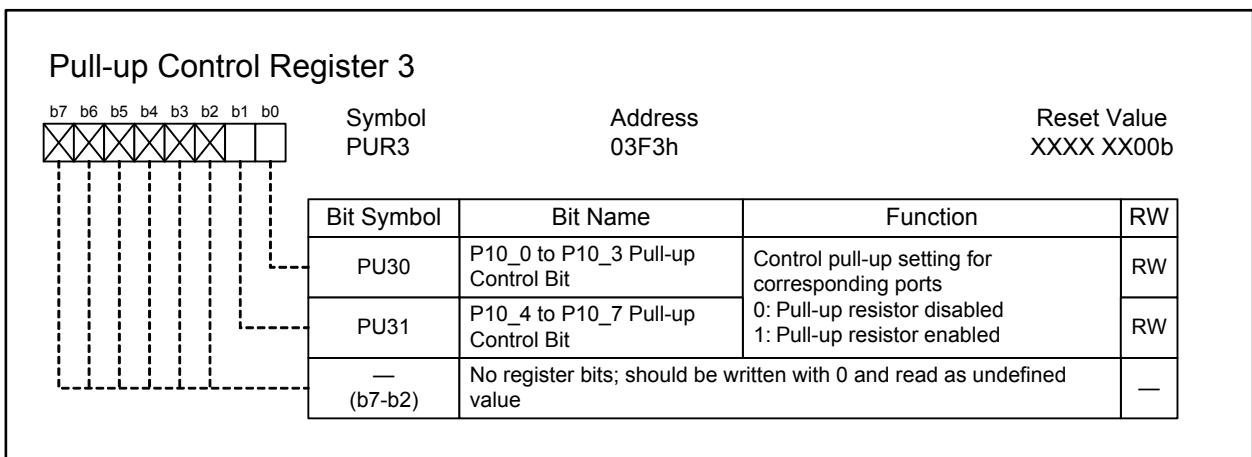 Pull-up Control Register 3
b7 b6 b5 b4 b3 b2 b1 b0
Symbol Address Reset Value
PUR3 03F3h XXXX XX00b
Bit Symbol Bit Name Function RW
PU30 P10_0 to P10_3 Pull-up
Control Bit
Control pull-up setting for
corresponding ports
0: Pull-up resistor disabled
1: Pull-up resistor enabled
RW
PU31 P10_4 to P10_7 Pull-up
Control Bit
RW
—
(b7-b2)
No register bits; should be written with 0 and read as undefined
value
—